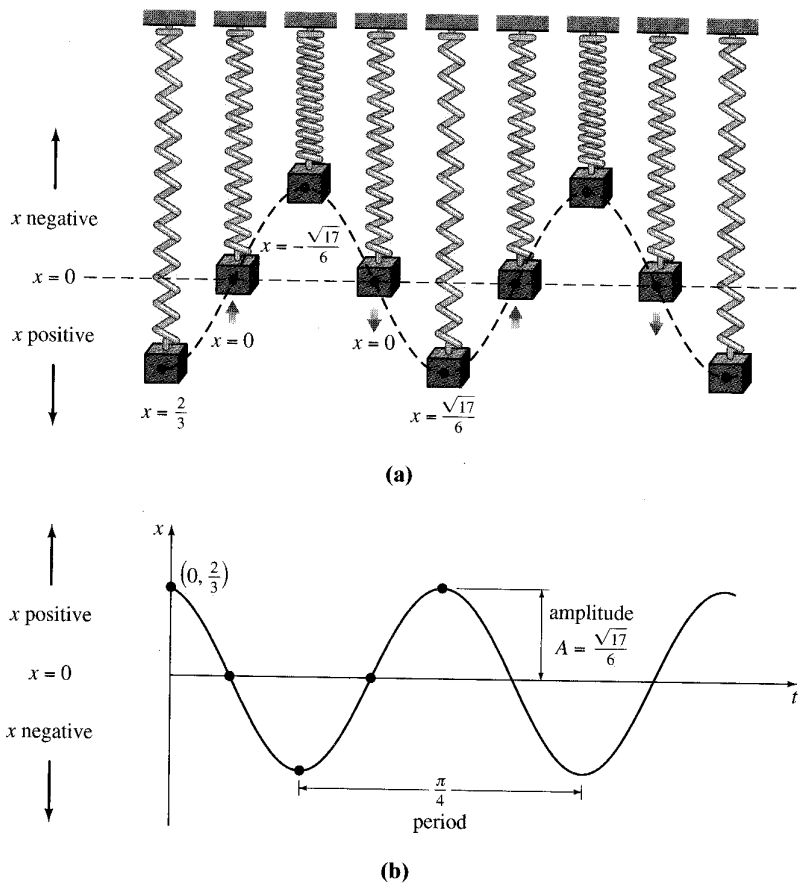 x negative
x = 0
x positive
x = 2/3
x = 0
x = −√17/6
x = 0
x = √17/6
(a)
x
(0, 2/3)
x positive
x = 0
x negative
amplitude
A = √17/6
t
π/4
period
(b)